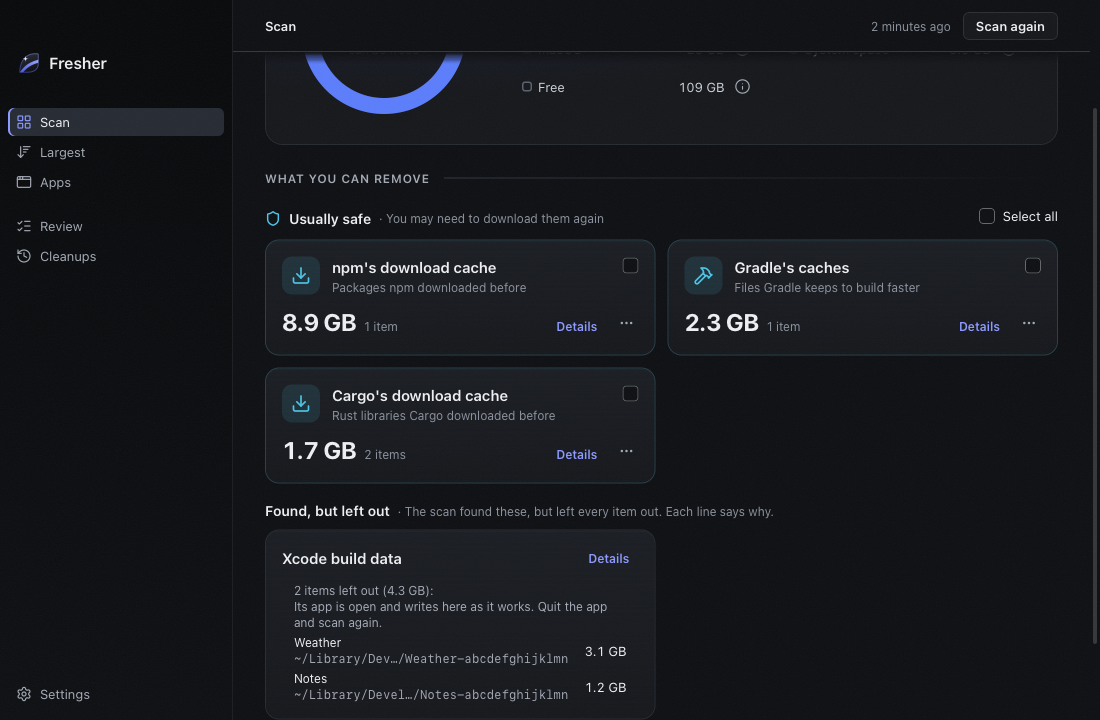 Scan
2 minutes ago
Scan again
Fresher
Scan
Largest
Apps
Review
Cleanups
Settings
Free
109 GB
WHAT YOU CAN REMOVE
Usually safe · You may need to download them again
Select all
npm's download cache
Packages npm downloaded before
8.9 GB 1 item
Details
Gradle's caches
Files Gradle keeps to build faster
2.3 GB 1 item
Details
Cargo's download cache
Rust libraries Cargo downloaded before
1.7 GB 2 items
Details
Found, but left out · The scan found these, but left every item out. Each line says why.
Xcode build data
Details
2 items left out (4.3 GB):
Its app is open and writes here as it works. Quit the app
and scan again.
Weather
~/Library/Dev…/Weather-abcdefghijklmn
3.1 GB
Notes
~/Library/Devel…/Notes-abcdefghijklmn
1.2 GB